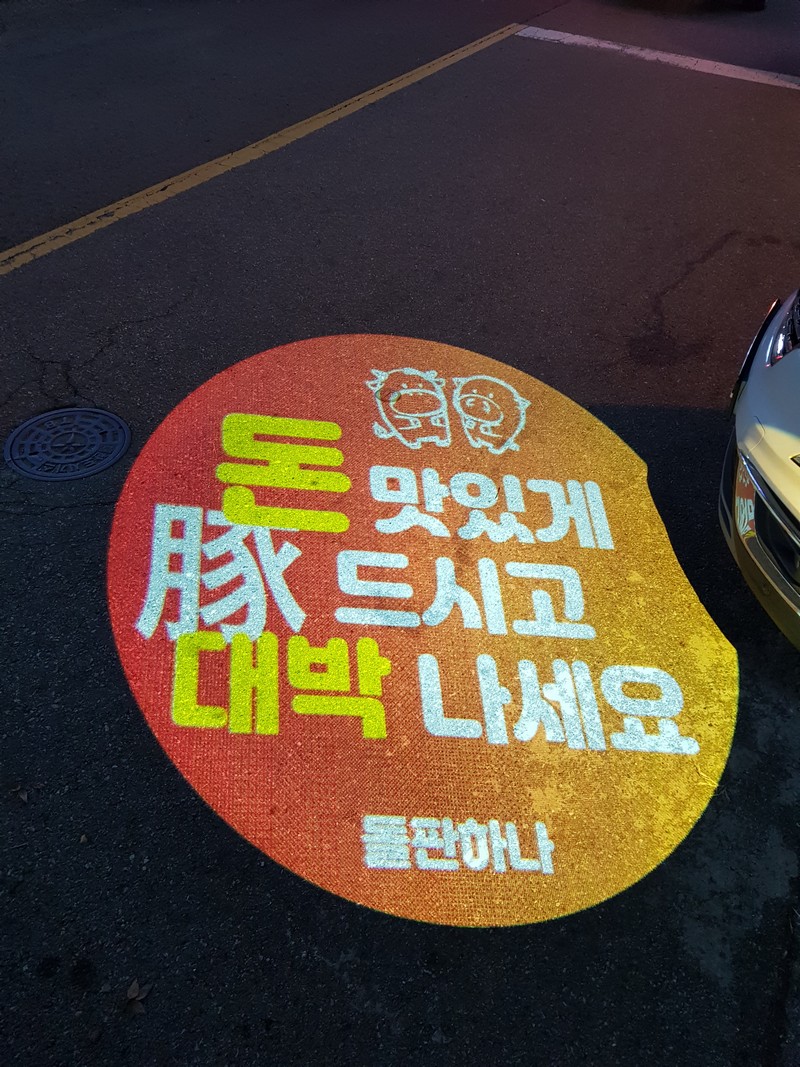 돈 맛있게
豚 드시고
대박 나세요
돌판하나